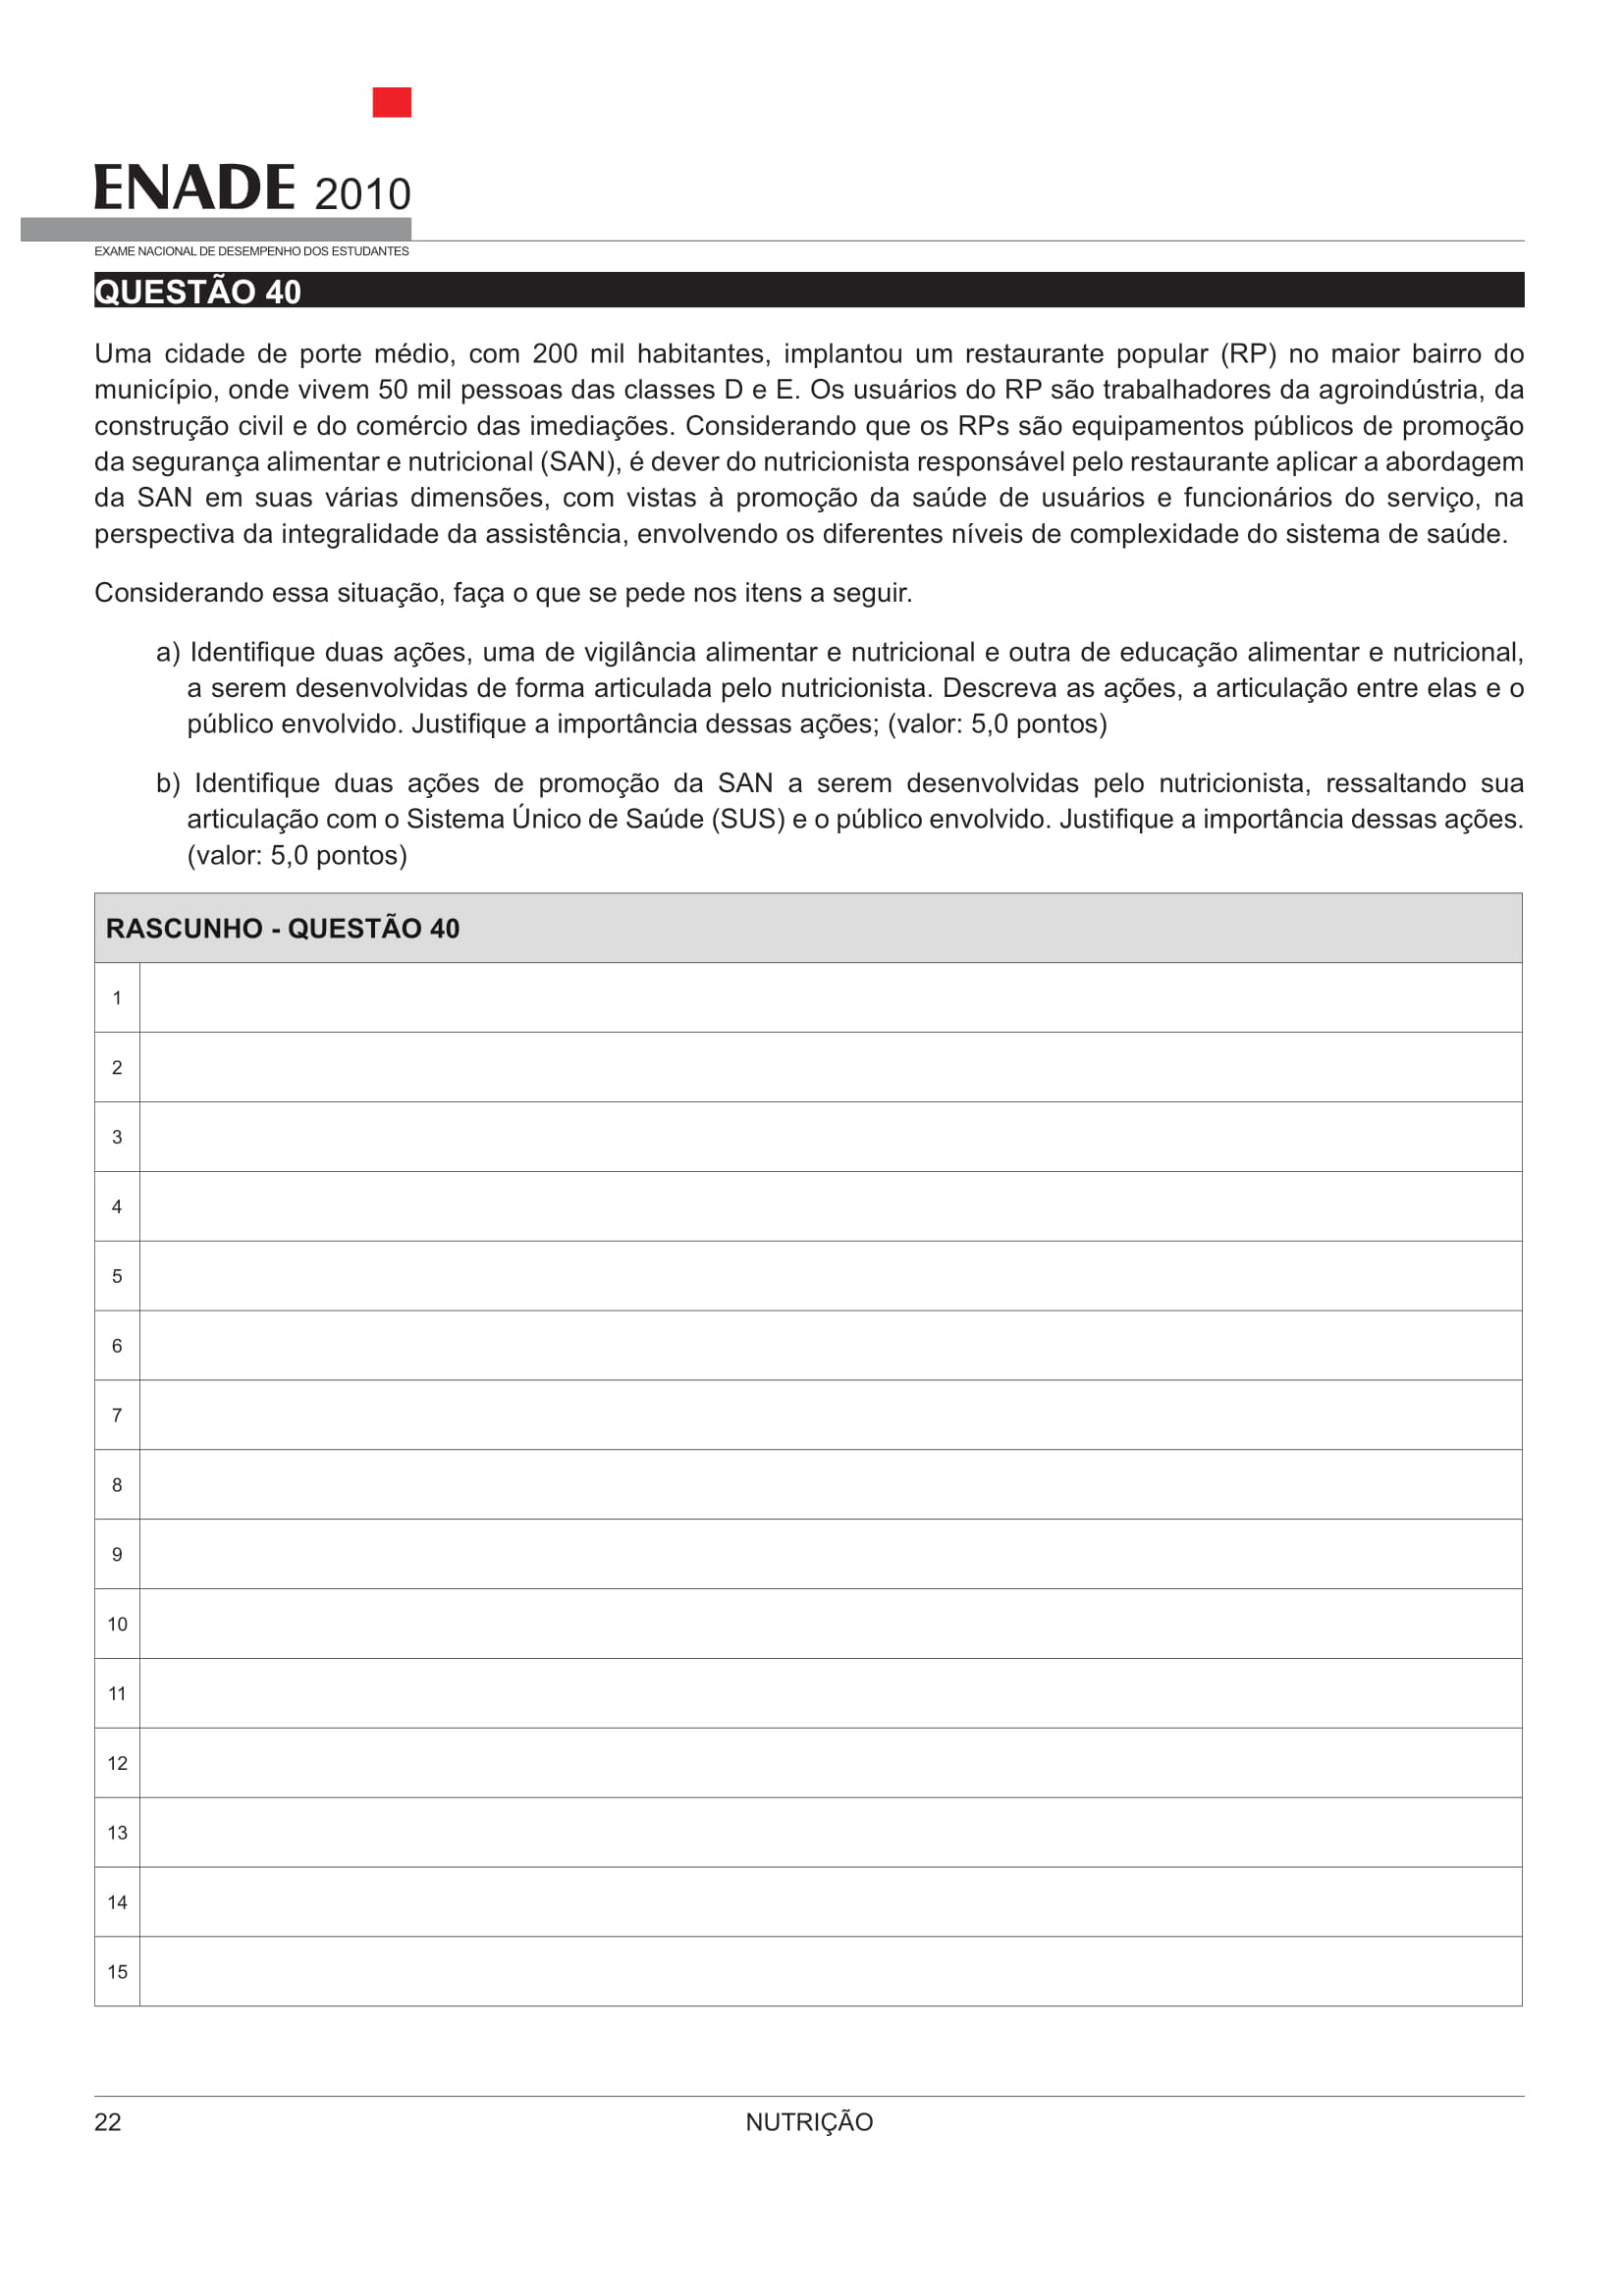 ENADE 2010
EXAME NACIONAL DE DESEMPENHO DOS ESTUDANTES
QUESTÃO 40
Uma cidade de porte médio, com 200 mil habitantes, implantou um restaurante popular (RP) no maior bairro do
município, onde vivem 50 mil pessoas das classes D e E. Os usuários do RP são trabalhadores da agroindústria, da
construção civil e do comércio das imediações. Considerando que os RPs são equipamentos públicos de promoção
da segurança alimentar e nutricional (SAN), é dever do nutricionista responsável pelo restaurante aplicar a abordagem
da SAN em suas várias dimensões, com vistas à promoção da saúde de usuários e funcionários do serviço, na
perspectiva da integralidade da assistência, envolvendo os diferentes níveis de complexidade do sistema de saúde.
Considerando essa situação, faça o que se pede nos itens a seguir.
a) Identifique duas ações, uma de vigilância alimentar e nutricional e outra de educação alimentar e nutricional,
a serem desenvolvidas de forma articulada pelo nutricionista. Descreva as ações, a articulação entre elas e o
público envolvido. Justifique a importância dessas ações; (valor: 5,0 pontos)
b) Identifique duas ações de promoção da SAN a serem desenvolvidas pelo nutricionista, ressaltando sua
articulação com o Sistema Único de Saúde (SUS) e o público envolvido. Justifique a importância dessas ações.
(valor: 5,0 pontos)
RASCUNHO - QUESTÃO 40
1
2
3
4
5
6
7
8
9
10
11
12
13
14
15
22 NUTRIÇÃO